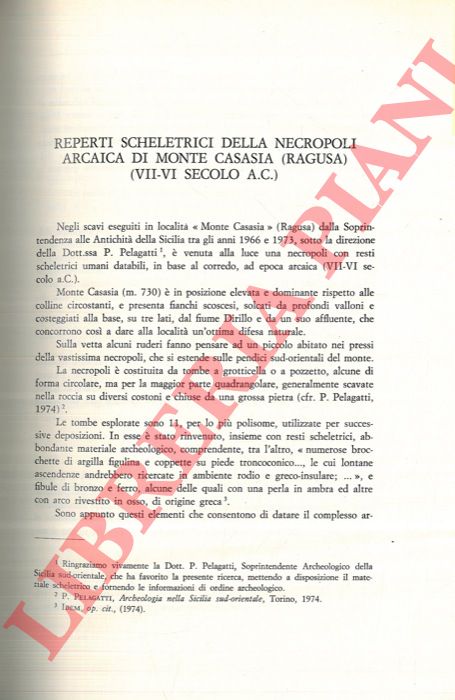 REPERTI SCHELETRICI DELLA NECROPOLI
ARCAICA DI MONTE CASASIA (RAGUSA)
(VII-VI SECOLO A.C.)
Negli scavi eseguiti in località « Monte Casasia » (Ragusa) dalla Soprin-
tendenza alle Antichità della Sicilia tra gli anni 1966 e 1973, sotto la direzione
della Dott.ssa P. Pelagatti¹, è venuta alla luce una necropoli con resti
scheletrici umani databili, in base al corredo, ad epoca arcaica (VII-VI se-
colo a.C.).
Monte Casasia (m. 730) è in posizione elevata e dominante rispetto alle
colline circostanti, e presenta fianchi scoscesi, solcati da profondi valloni e
costeggiati alla base, su tre lati, dal fiume Dirillo e da un suo affluente, che
concorrono così a dare alla località un'ottima difesa naturale.
Sulla vetta alcuni ruderi fanno pensare ad un piccolo abitato nei pressi
della vastissima necropoli, che si estende sulle pendici sud-orientali del monte.
La necropoli è costituita da tombe a grotticella o a pozzetto, alcune di
forma circolare, ma per la maggior parte quadrangolare, generalmente scavate
nella roccia su diversi costoni e chiuse da una grossa pietra (cfr. P. Pelagatti,
1974)².
Le tombe esplorate sono 11, per lo più polisome, utilizzate per succes-
sive deposizioni. In esse è stato rinvenuto, insieme con resti scheletrici, ab-
bondante materiale archeologico, comprendente, tra l'altro, « numerose broc-
chette di argilla figulina e coppette su piede troncoconico..., le cui lontane
ascendenze andrebbero ricercate in ambiente rodio e greco-insulare; ... », e
fibule di bronzo e ferro, alcune delle quali con una perla in ambra ed altre
con arco rivestito in osso, di origine greca³.
Sono appunto questi elementi che consentono di datare il complesso ar-
¹ Ringraziamo vivamente la Dott. P. Pelagatti, Soprintendente Archeologico della
Sicilia sud-orientale, che ha favorito la presente ricerca, mettendo a disposizione il mate-
riale scheletrico e fornendo le informazioni di ordine archeologico.
² P. PELAGATTI, Archeologia nella Sicilia sud-orientale, Torino, 1974.
³ IDEM, op. cit., (1974).
LIBRERIA PIANI